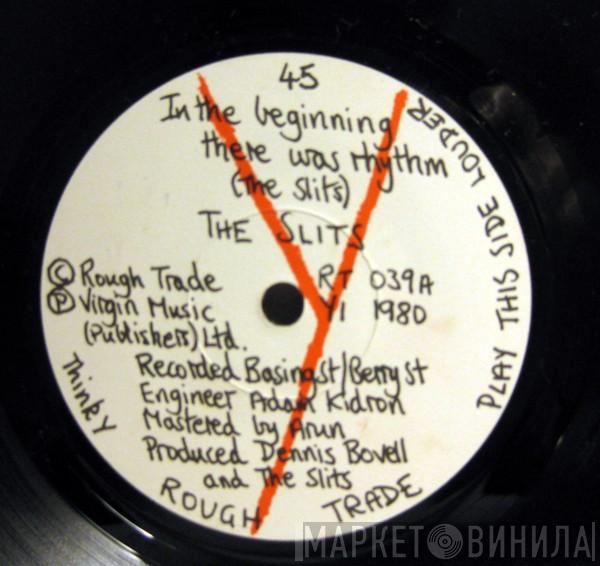 45
In the beginning
there was rhythm
(The Slits)
THE SLITS
© Rough Trade RT 039A
℗ Virgin Music Y1 1980
(Publishers) Ltd.
Recorded Basing St/Berry St
Engineer Adam Kidron
Mastered by Arun
Produced Dennis Bovell
and The Slits
ROUGH TRADE
Thinky
PLAY THIS SIDE LOUDER
МАРКЕТ ВИНИЛА